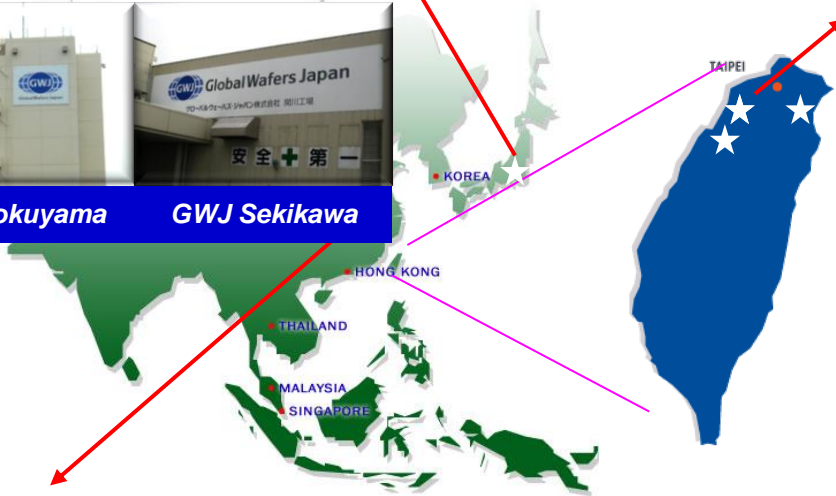 GWJ
GlobalWafers Japan
GWJ GlobalWafers Japan
グローバルウェーハズ・ジャパン株式会社 関川工場
安全✚第一
okuyama
GWJ Sekikawa
TAIPEI
KOREA
HONG KONG
THAILAND
MALAYSIA
SINGAPORE